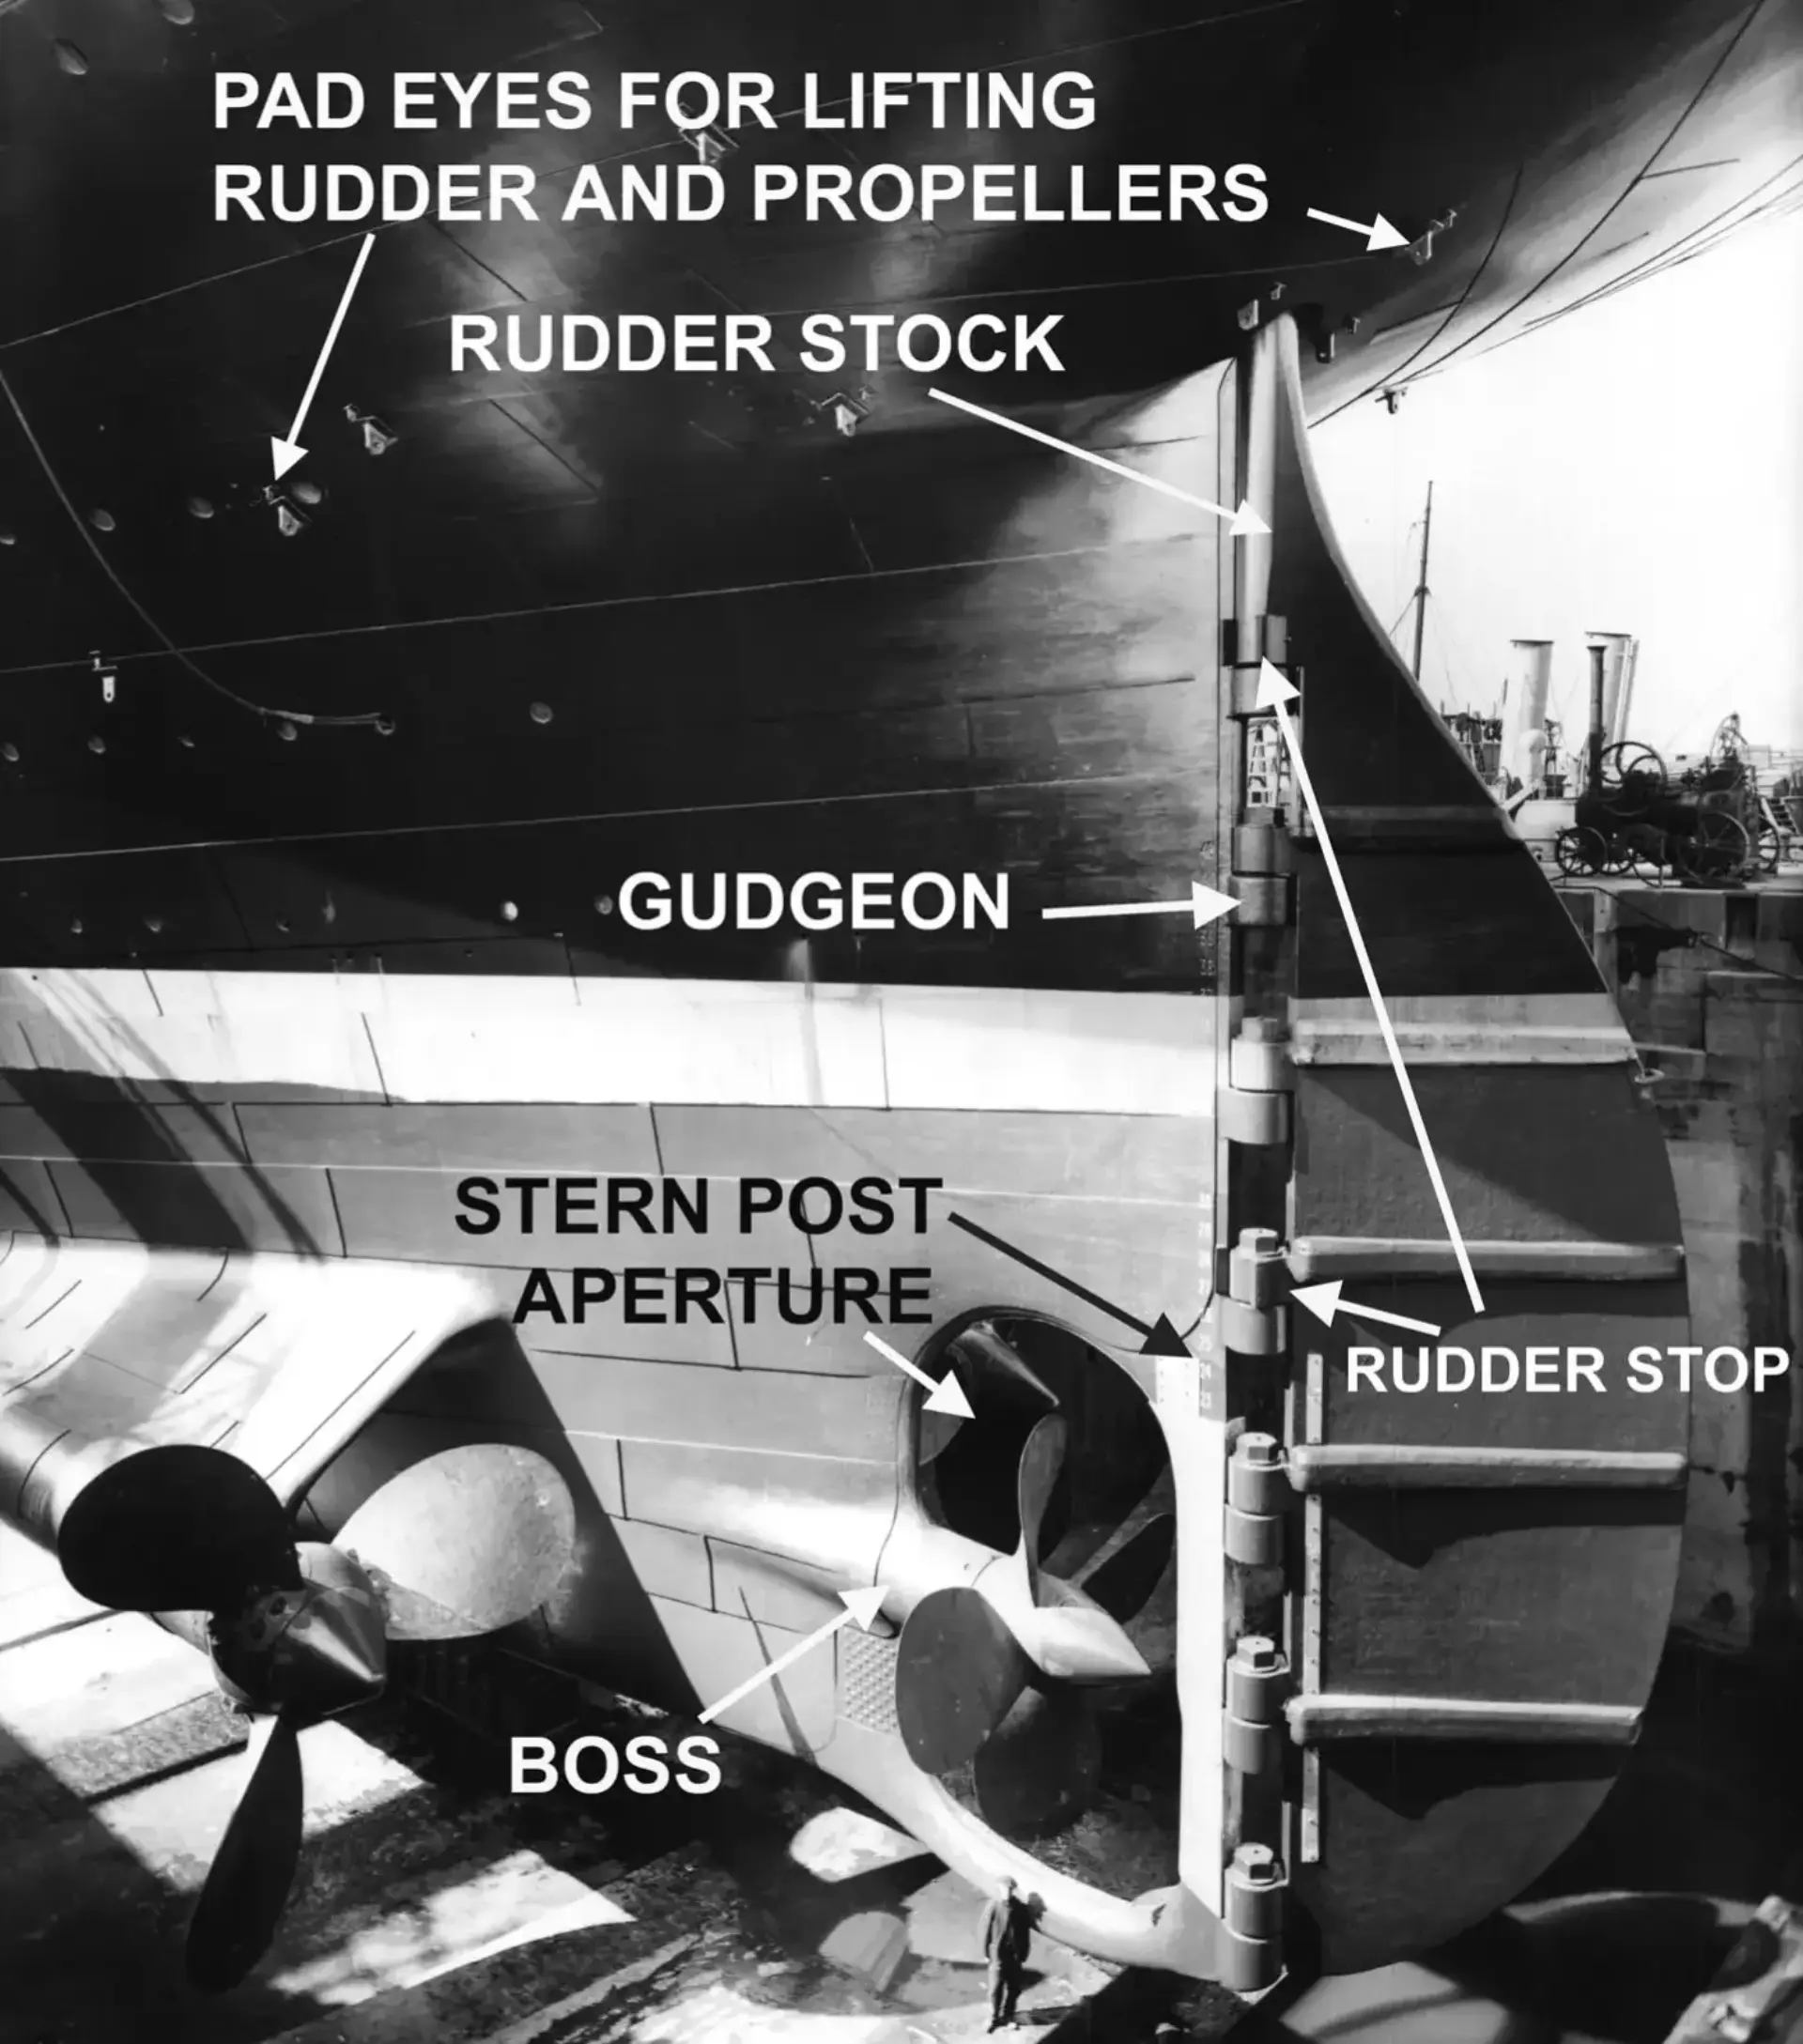 PAD EYES FOR LIFTING
RUDDER AND PROPELLERS
RUDDER STOCK
GUDGEON
STERN POST
APERTURE
RUDDER STOP
BOSS